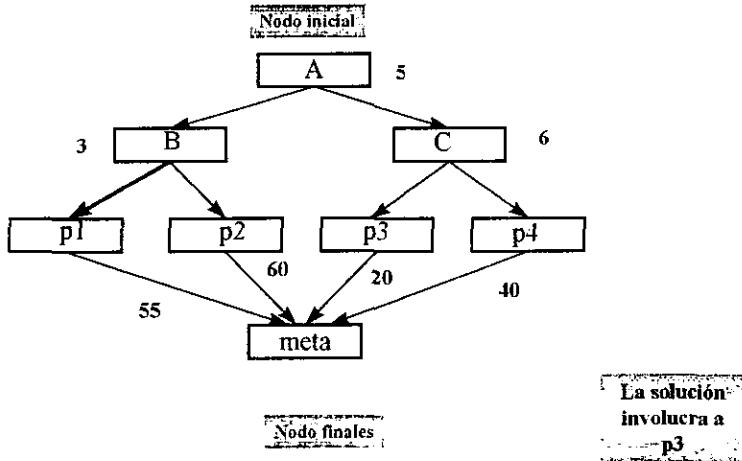 Nodo inicial
A
5
3
B
C
6
p1
p2
p3
p4
55
60
20
40
meta
Nodo finales
La solución
involucra a
p3